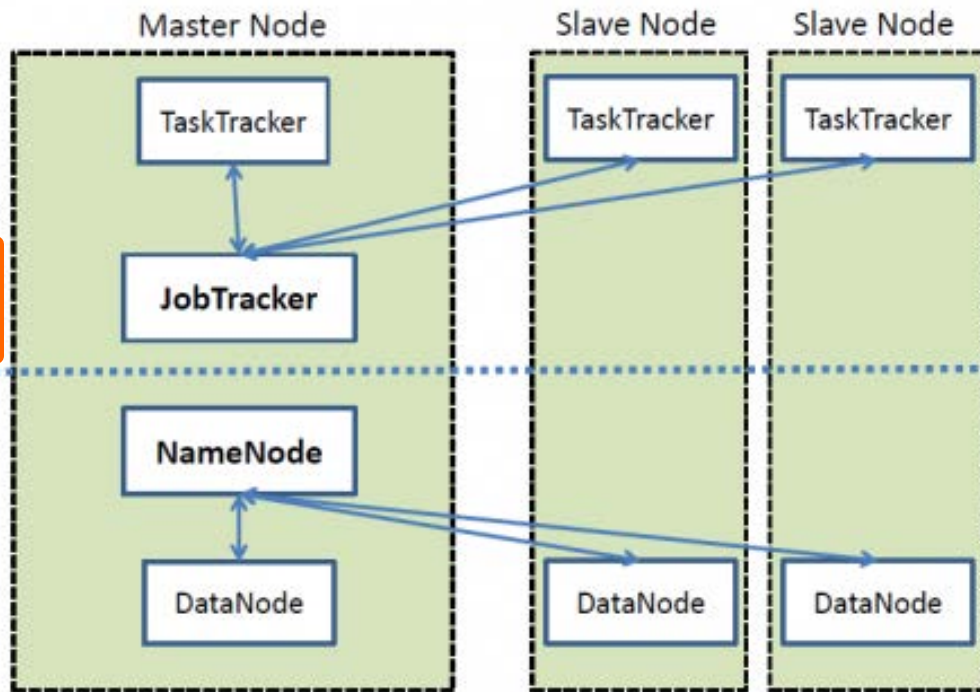 Master Node
Slave Node
Slave Node
TaskTracker
TaskTracker
TaskTracker
JobTracker
NameNode
DataNode
DataNode
DataNode